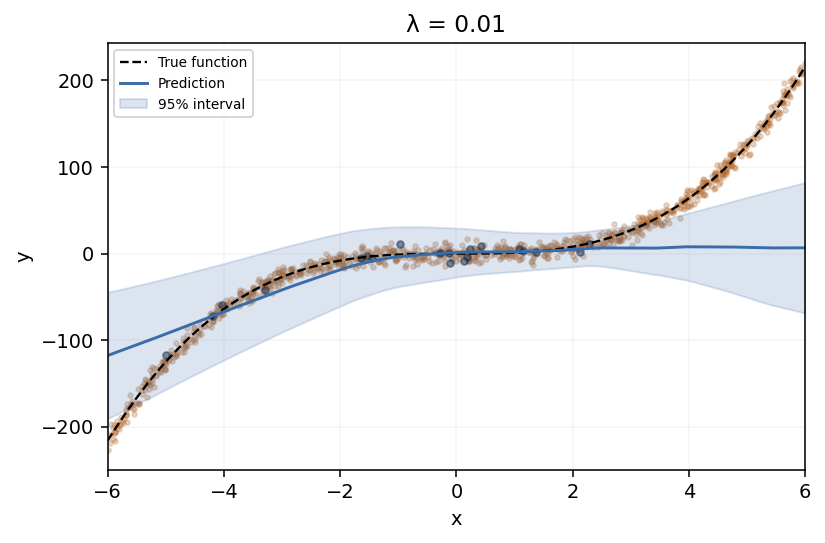 λ = 0.01
True function
Prediction
95% interval
y
200
100
0
−100
−200
−6
−4
−2
0
2
4
6
x